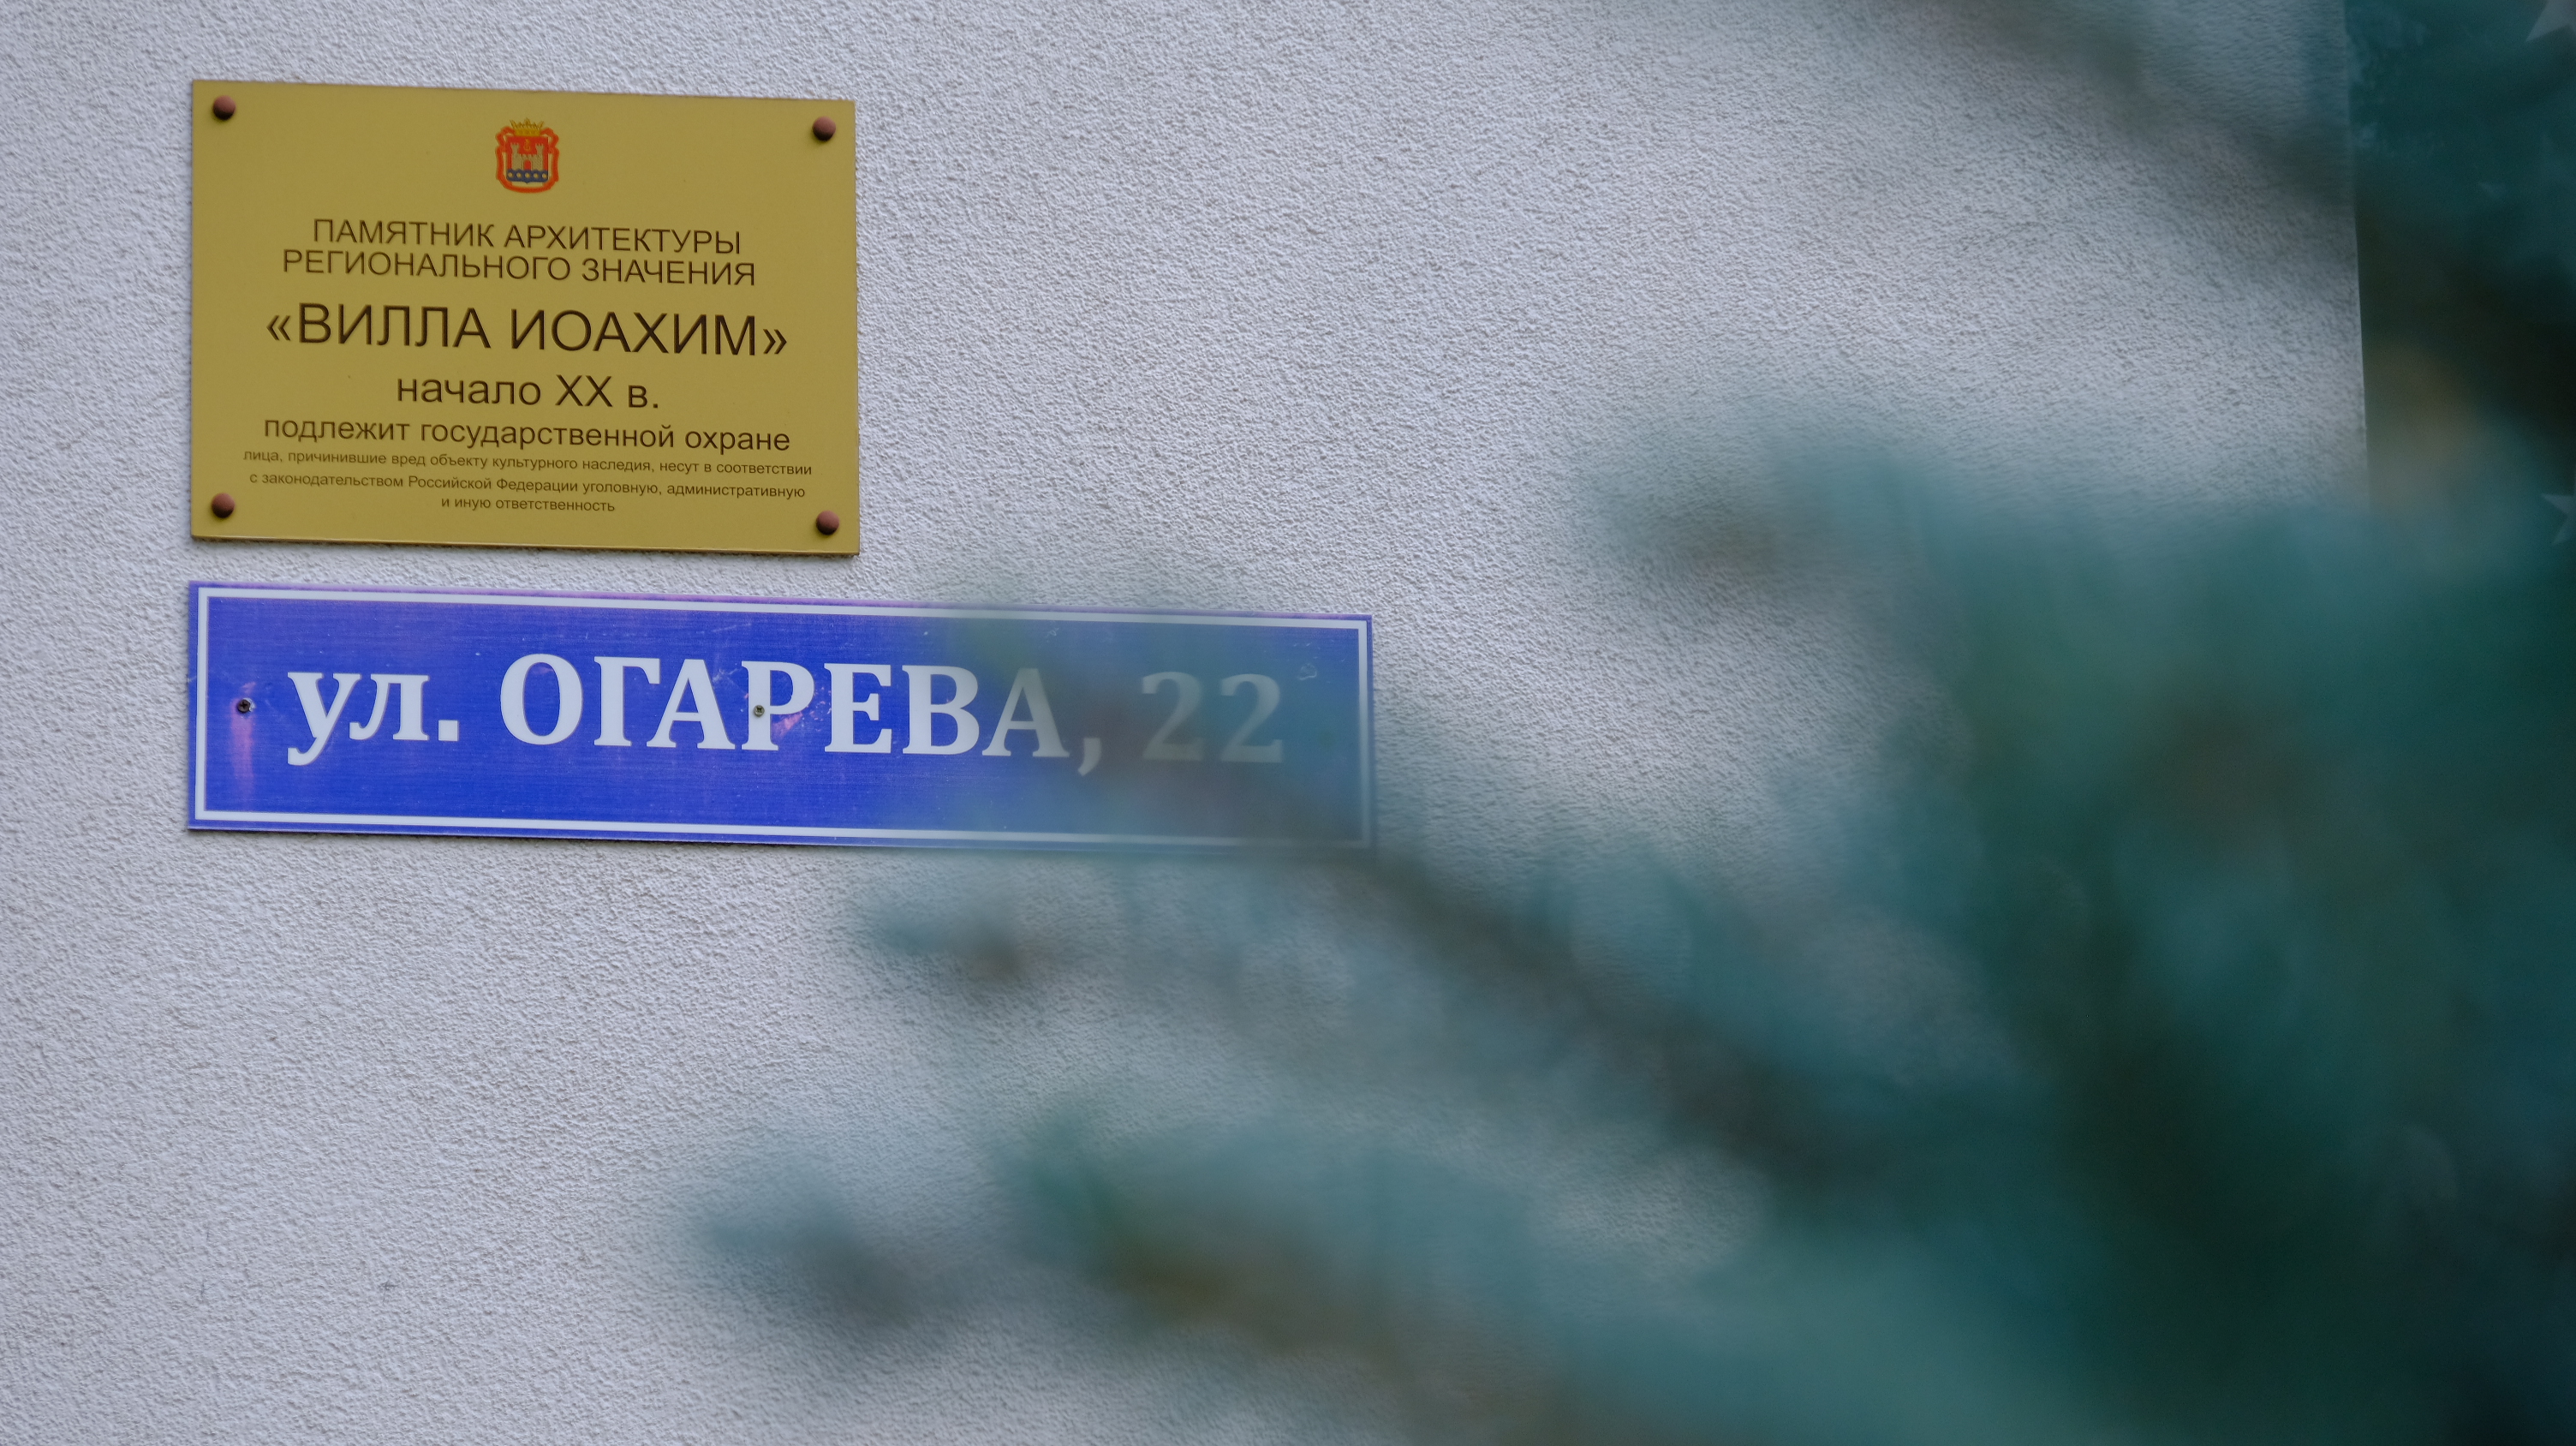 ПАМЯТНИК АРХИТЕКТУРЫ
РЕГИОНАЛЬНОГО ЗНАЧЕНИЯ
«ВИЛЛА ИОАХИМ»
начало XX в.
подлежит государственной охране
лица, причинившие вред объекту культурного наследия, несут в соответствии
с законодательством Российской Федерации уголовную, административную
и иную ответственность
ул. ОГАРЕВА, 22